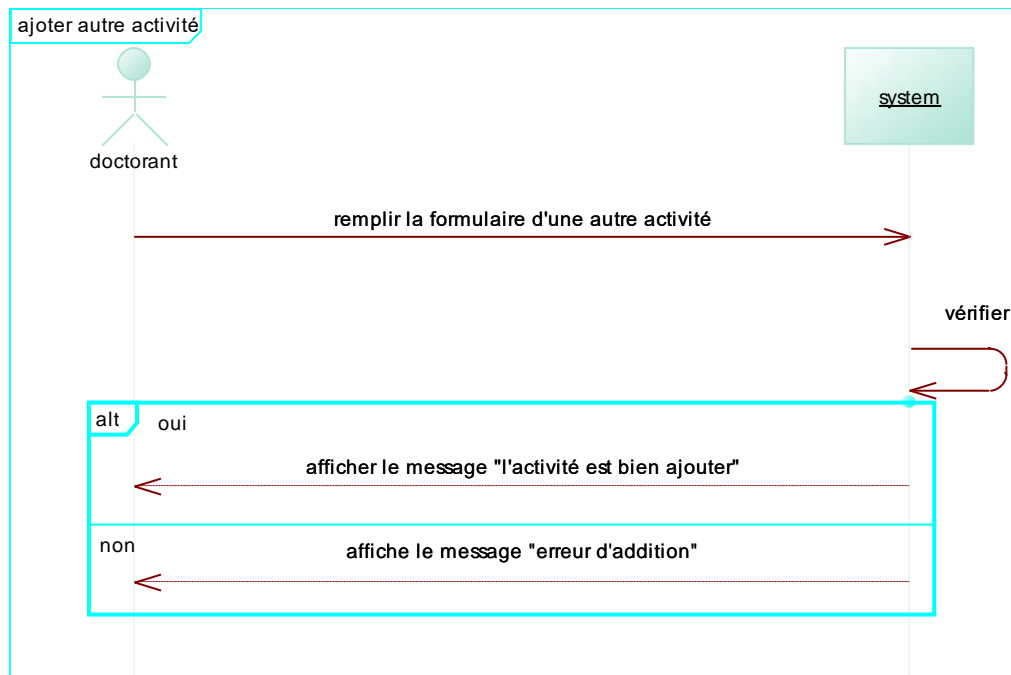 ajoter autre activité
system
doctorant
remplir la formulaire d'une autre activité
vérifier
alt
oui
afficher le message "l'activité est bien ajouter"
non
affiche le message "erreur d'addition"